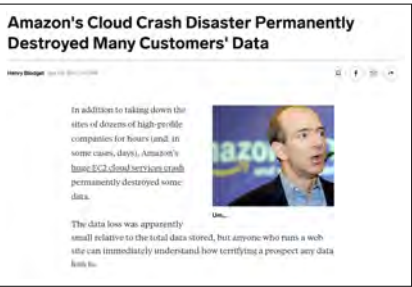 Amazon's Cloud Crash Disaster Permanently
Destroyed Many Customers' Data
Henry Blodget
In addition to taking down the
sites of dozens of high-profile
companies for hours (and, in
some cases, days), Amazon's
huge EC2 cloud services crash
permanently destroyed some
data.
azon
Um...
The data loss was apparently
small relative to the total data stored, but anyone who runs a web
site can immediately understand how terrifying a prospect any data
loss is.